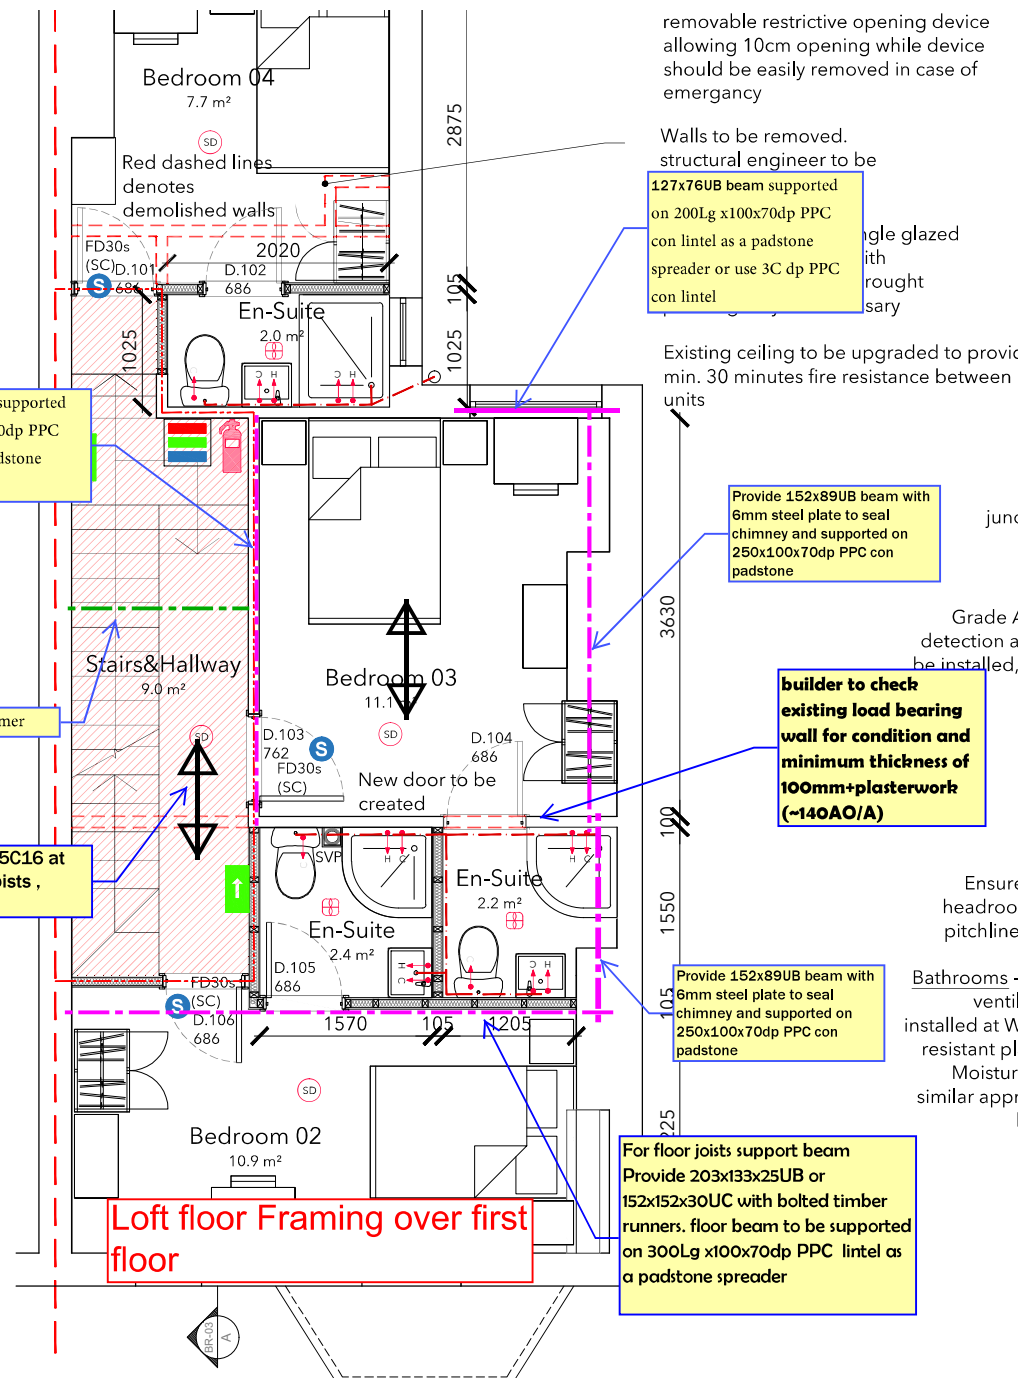 removable restrictive opening device
allowing 10cm opening while device
should be easily removed in case of
emergancy
Walls to be removed.
structural engineer to be
127x76UB beam supported
on 200Lg x100x70dp PPC
con lintel as a padstone
spreader or use 3C dp PPC
con lintel
ngle glazed
ith
rought
sary
Existing ceiling to be upgraded to provid
min. 30 minutes fire resistance between
units
Bedroom 04
7.7 m²
SD
Red dashed lines
denotes
demolished walls
2875
FD30s
(SC)
D.101
686
S
2020
D.102
686
105
En-Suite
2.0 m²
H
C
1025
1025
supported
0dp PPC
dstone
Provide 152x89UB beam with
6mm steel plate to seal
chimney and supported on
250x100x70dp PPC con
padstone
junc
3630
Grade A
detection a
be installed,
Stairs&Hallway
9.0 m²
SD
mer
Bedroom 03
11.1
SD
D.103
762
FD30s
(SC)
S
D.104
686
New door to be
created
builder to check
existing load bearing
wall for condition and
minimum thickness of
100mm+plasterwork
(~140AO/A)
100
5C16 at
oists ,
SVP
H C
H C
En-Suite
2.2 m²
1550
En-Suite
2.4 m²
Ensure
headroo
pitchline
D.105
686
H
C
C H
FD30s
(SC)
D.106
686
S
Provide 152x89UB beam with
6mm steel plate to seal
chimney and supported on
250x100x70dp PPC con
padstone
105
Bathrooms -
ventil
installed at W
resistant pl
Moistur
similar appr
1570
105
1205
SD
225
Bedroom 02
10.9 m²
For floor joists support beam
Provide 203x133x25UB or
152x152x30UC with bolted timber
runners. floor beam to be supported
on 300Lg x100x70dp PPC lintel as
a padstone spreader
Loft floor Framing over first
floor
BR-03
A